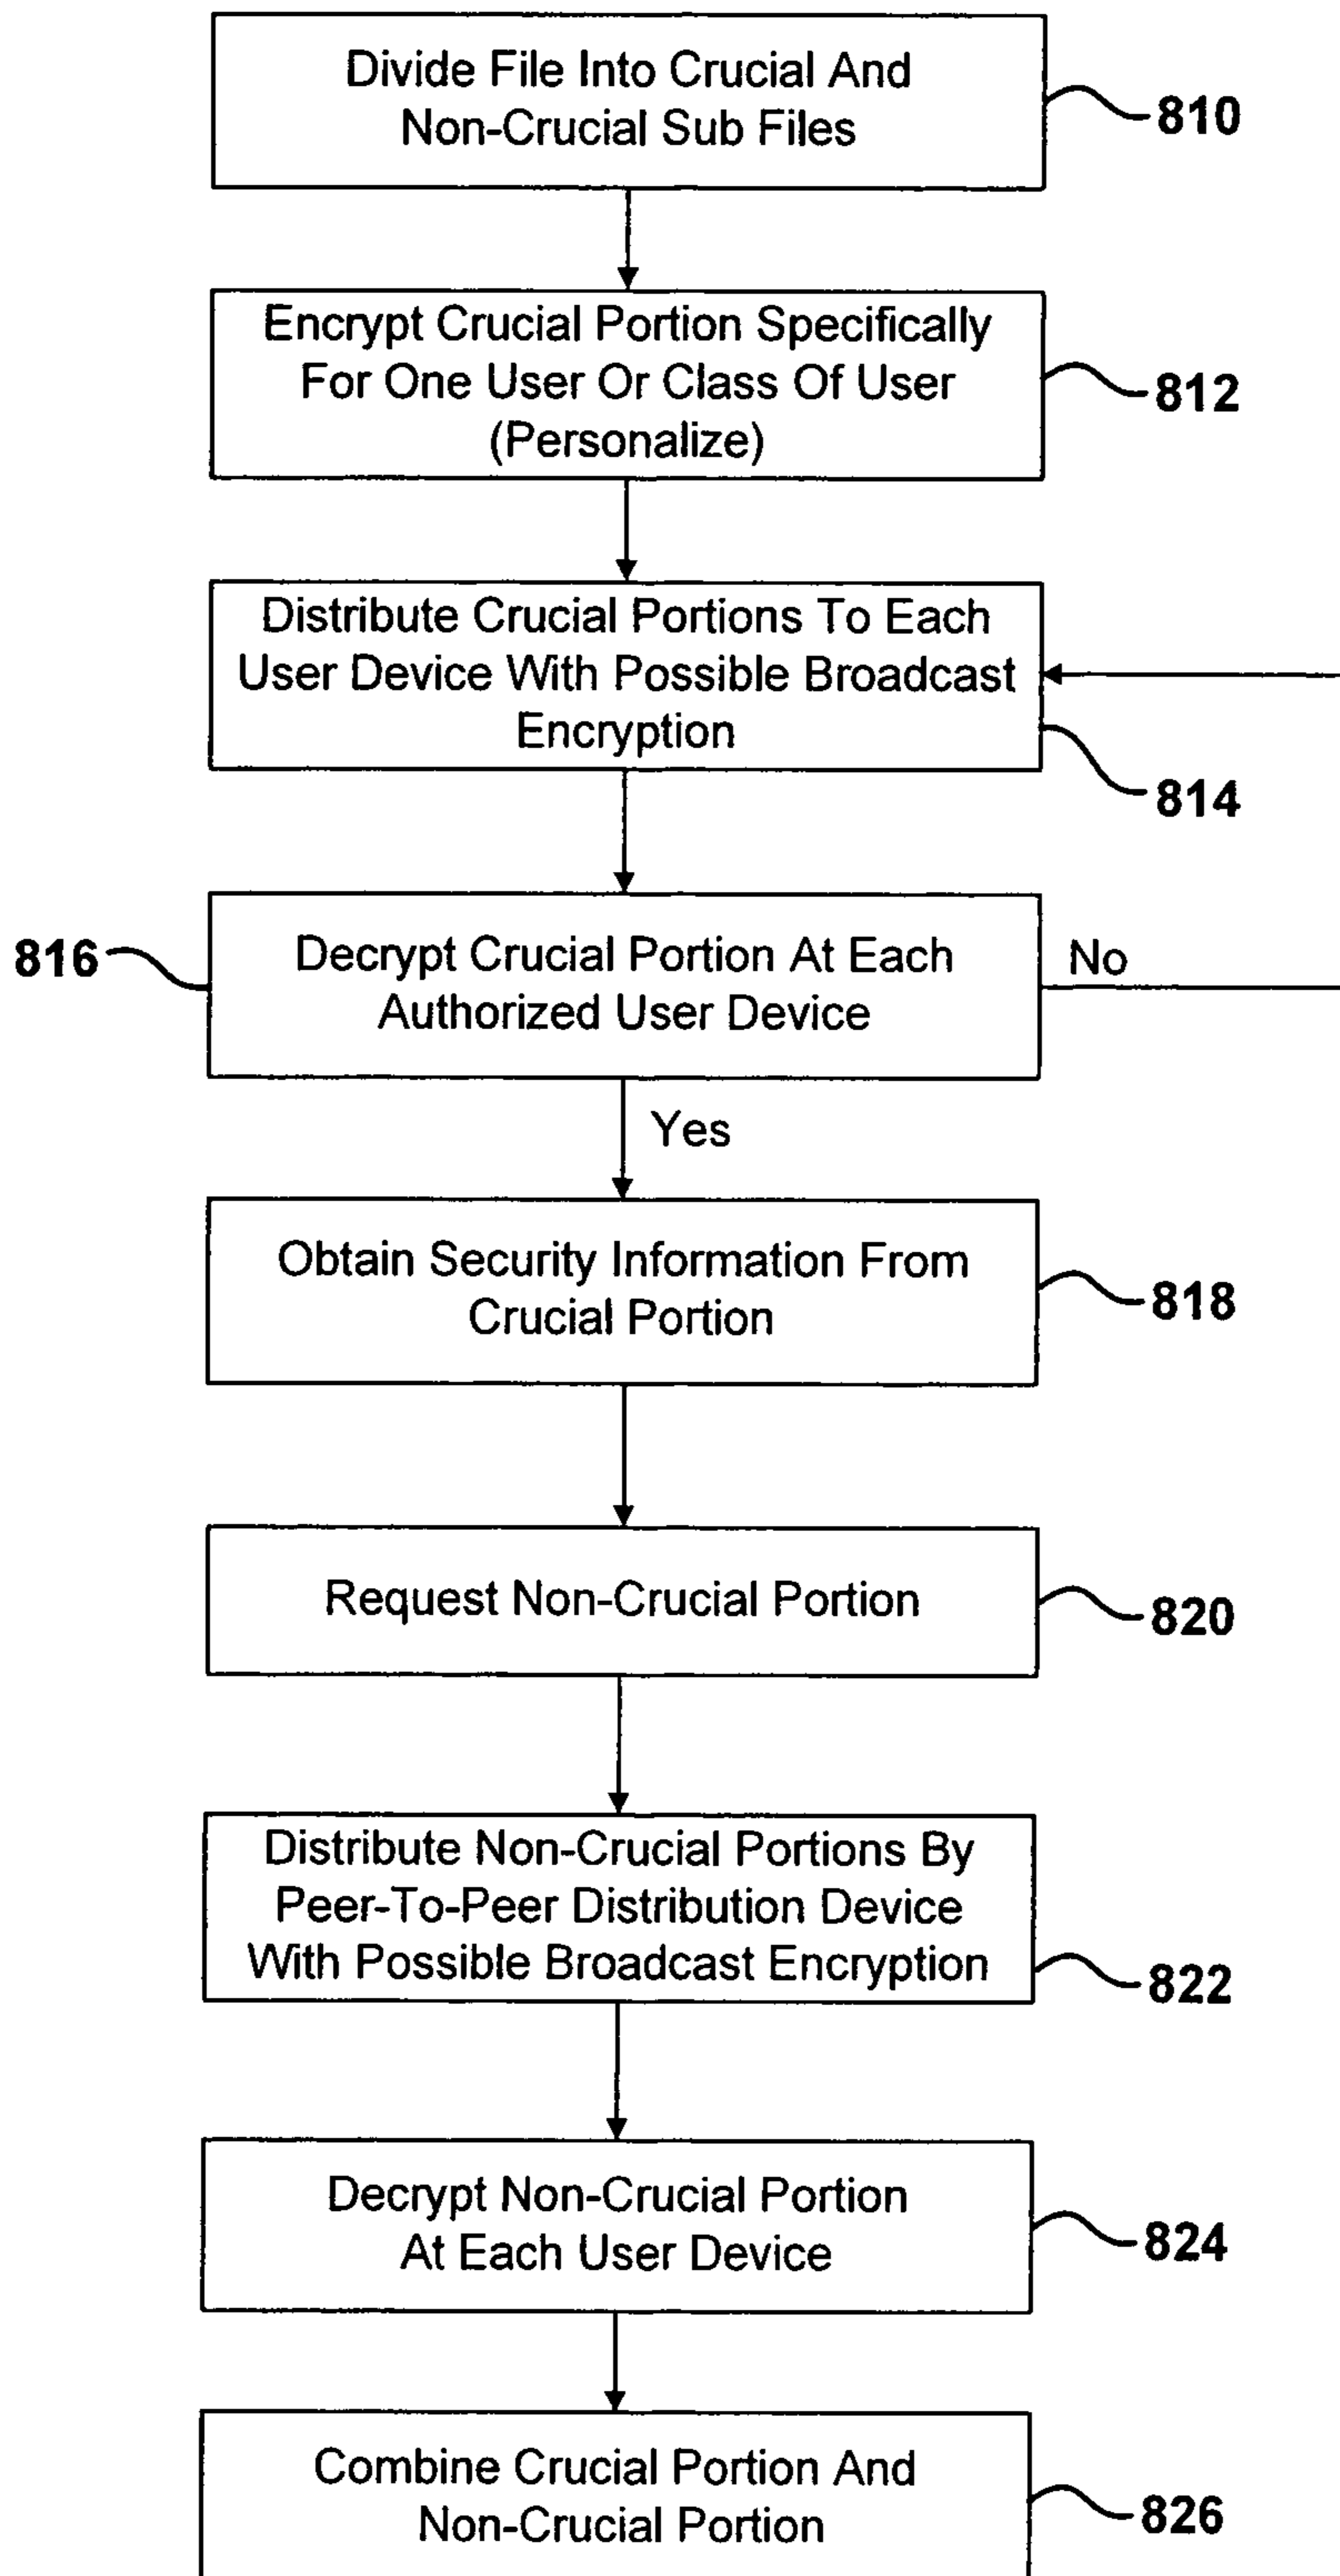 Divide File Into Crucial And
Non-Crucial Sub Files
810
Encrypt Crucial Portion Specifically
For One User Or Class Of User
(Personalize)
812
Distribute Crucial Portions To Each
User Device With Possible Broadcast
Encryption
814
816
Decrypt Crucial Portion At Each
Authorized User Device
No
Yes
Obtain Security Information From
Crucial Portion
818
Request Non-Crucial Portion
820
Distribute Non-Crucial Portions By
Peer-To-Peer Distribution Device
With Possible Broadcast Encryption
822
Decrypt Non-Crucial Portion
At Each User Device
824
Combine Crucial Portion And
Non-Crucial Portion
826